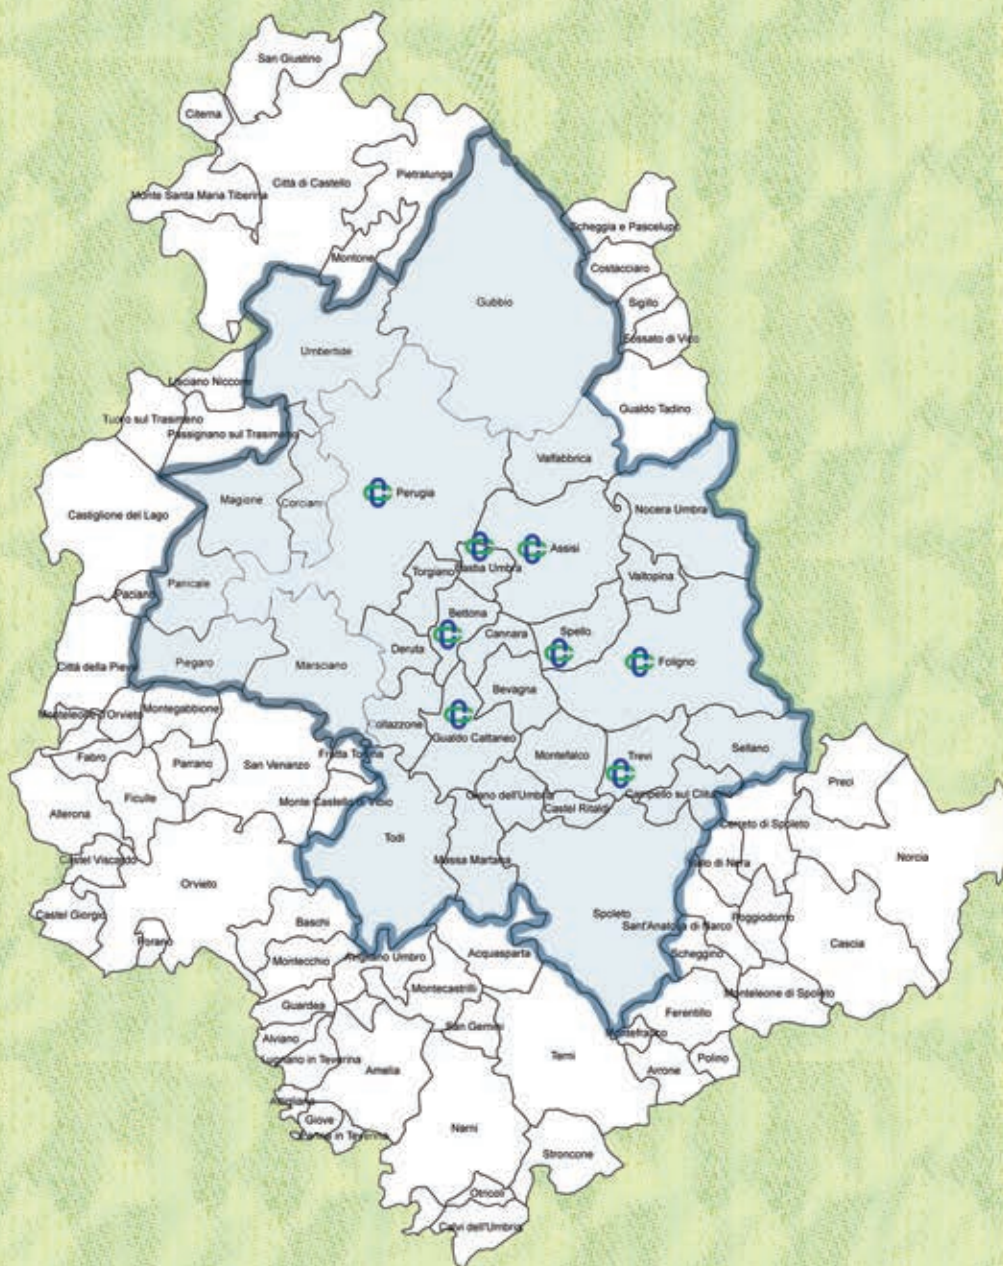 San Giustino
Citerna
Città di Castello
Pietralunga
Monte Santa Maria Tiberina
Scheggia e Pascelupo
Montone
Costacciaro
Gubbio
Sigillo
Fossato di Vico
Umbertide
Lisciano Niccone
Gualdo Tadino
Tuoro sul Trasimeno
Passignano sul Trasimeno
Valfabbrica
Perugia
Magione
Corciano
Nocera Umbra
Castiglione del Lago
Assisi
Bastia Umbra
Torgiano
Valtopina
Panicale
Paciano
Bettona
Cannara
Spello
Deruta
Foligno
Piegaro
Marsciano
Città della Pieve
Bevagna
Montegabbione
Monteleone d'Orvieto
Collazzone
Gualdo Cattaneo
Sellano
Fratta Todina
Montefalco
Trevi
Fabro
Parrano
San Venanzo
Preci
Giano dell'Umbria
Campello sul Clitunno
Ficulle
Monte Castello di Vibio
Castel Ritaldi
Allerona
Cerreto di Spoleto
Todi
Norcia
Castel Viscardo
Massa Martana
Vallo di Nera
Orvieto
Castel Giorgio
Spoleto
Poggiodomo
Baschi
Sant'Anatolia di Narco
Porano
Cascia
Acquasparta
Scheggino
Avigliano Umbro
Montecchio
Montecastrilli
Monteleone di Spoleto
Guardea
Ferentillo
San Gemini
Montefranco
Alviano
Lugnano in Teverina
Terni
Polino
Amelia
Arrone
Attigliano
Giove
Narni
Penna in Teverina
Stroncone
Otricoli
Calvi dell'Umbria